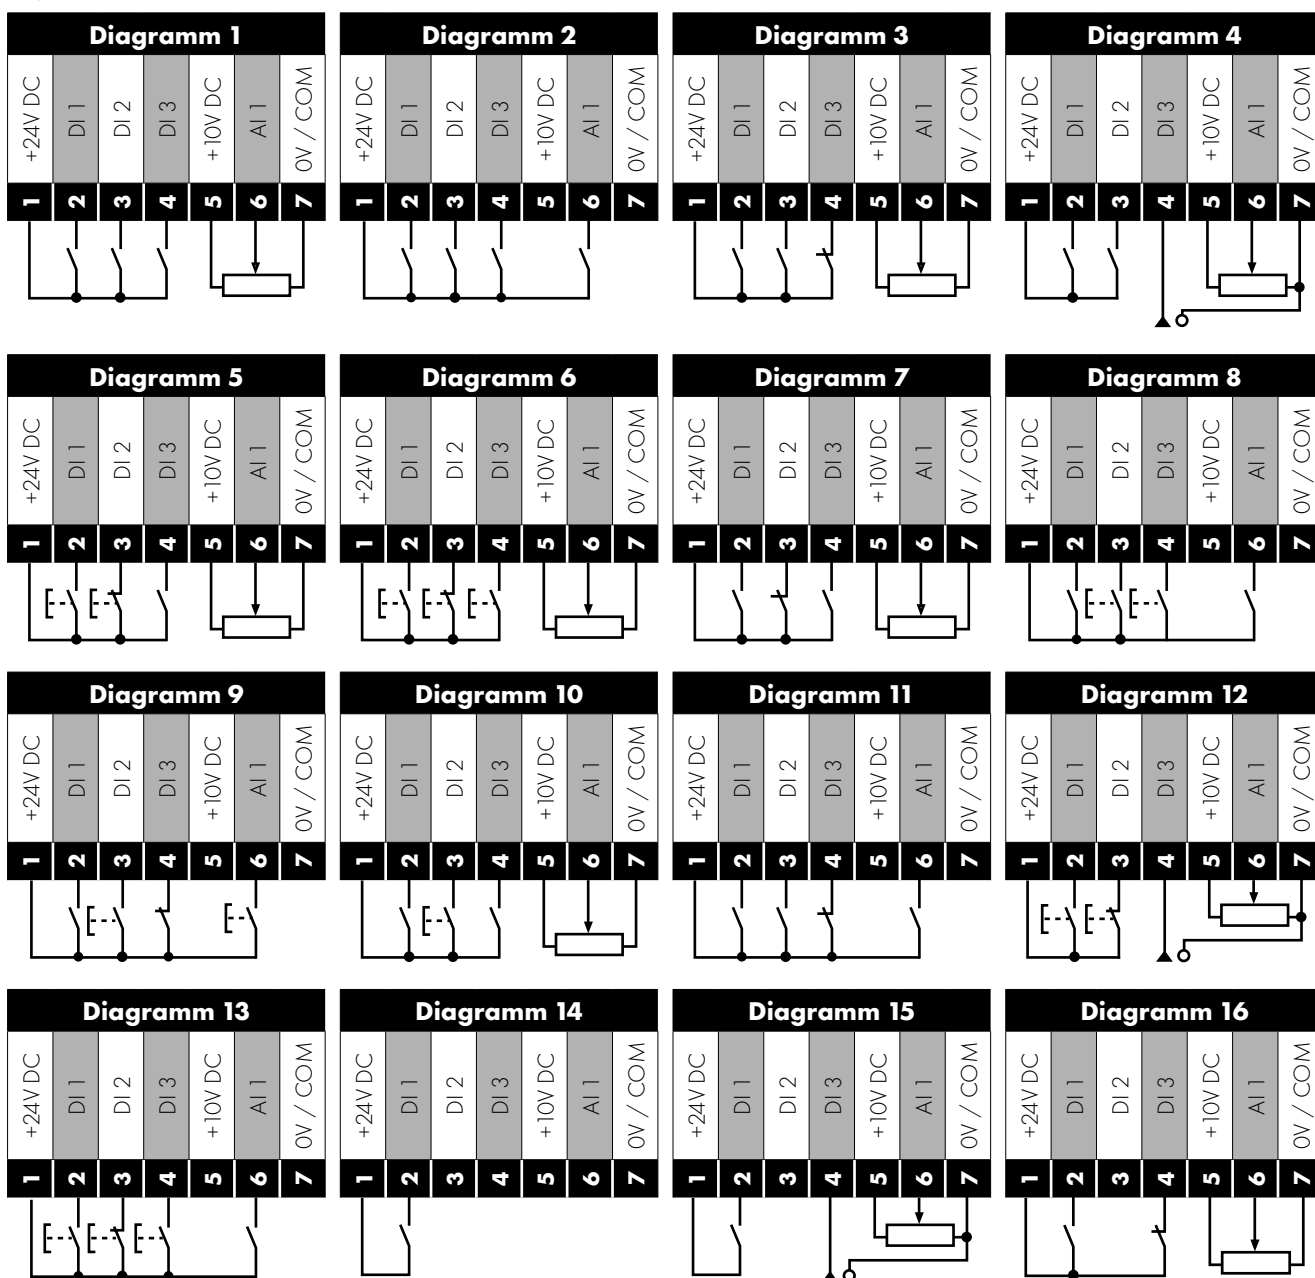 Diagramm 1
+24V DC
DI 1
DI 2
DI 3
+10V DC
AI 1
0V / COM
1
2
3
4
5
6
7
Diagramm 2
+24V DC
DI 1
DI 2
DI 3
+10V DC
AI 1
0V / COM
1
2
3
4
5
6
7
Diagramm 3
+24V DC
DI 1
DI 2
DI 3
+10V DC
AI 1
0V / COM
1
2
3
4
5
6
7
Diagramm 4
+24V DC
DI 1
DI 2
DI 3
+10V DC
AI 1
0V / COM
1
2
3
4
5
6
7
Diagramm 5
+24V DC
DI 1
DI 2
DI 3
+10V DC
AI 1
0V / COM
1
2
3
4
5
6
7
Diagramm 6
+24V DC
DI 1
DI 2
DI 3
+10V DC
AI 1
0V / COM
1
2
3
4
5
6
7
Diagramm 7
+24V DC
DI 1
DI 2
DI 3
+10V DC
AI 1
0V / COM
1
2
3
4
5
6
7
Diagramm 8
+24V DC
DI 1
DI 2
DI 3
+10V DC
AI 1
0V / COM
1
2
3
4
5
6
7
Diagramm 9
+24V DC
DI 1
DI 2
DI 3
+10V DC
AI 1
0V / COM
1
2
3
4
5
6
7
Diagramm 10
+24V DC
DI 1
DI 2
DI 3
+10V DC
AI 1
0V / COM
1
2
3
4
5
6
7
Diagramm 11
+24V DC
DI 1
DI 2
DI 3
+10V DC
AI 1
0V / COM
1
2
3
4
5
6
7
Diagramm 12
+24V DC
DI 1
DI 2
DI 3
+10V DC
AI 1
0V / COM
1
2
3
4
5
6
7
Diagramm 13
+24V DC
DI 1
DI 2
DI 3
+10V DC
AI 1
0V / COM
1
2
3
4
5
6
7
Diagramm 14
+24V DC
DI 1
DI 2
DI 3
+10V DC
AI 1
0V / COM
1
2
3
4
5
6
7
Diagramm 15
+24V DC
DI 1
DI 2
DI 3
+10V DC
AI 1
0V / COM
1
2
3
4
5
6
7
Diagramm 16
+24V DC
DI 1
DI 2
DI 3
+10V DC
AI 1
0V / COM
1
2
3
4
5
6
7